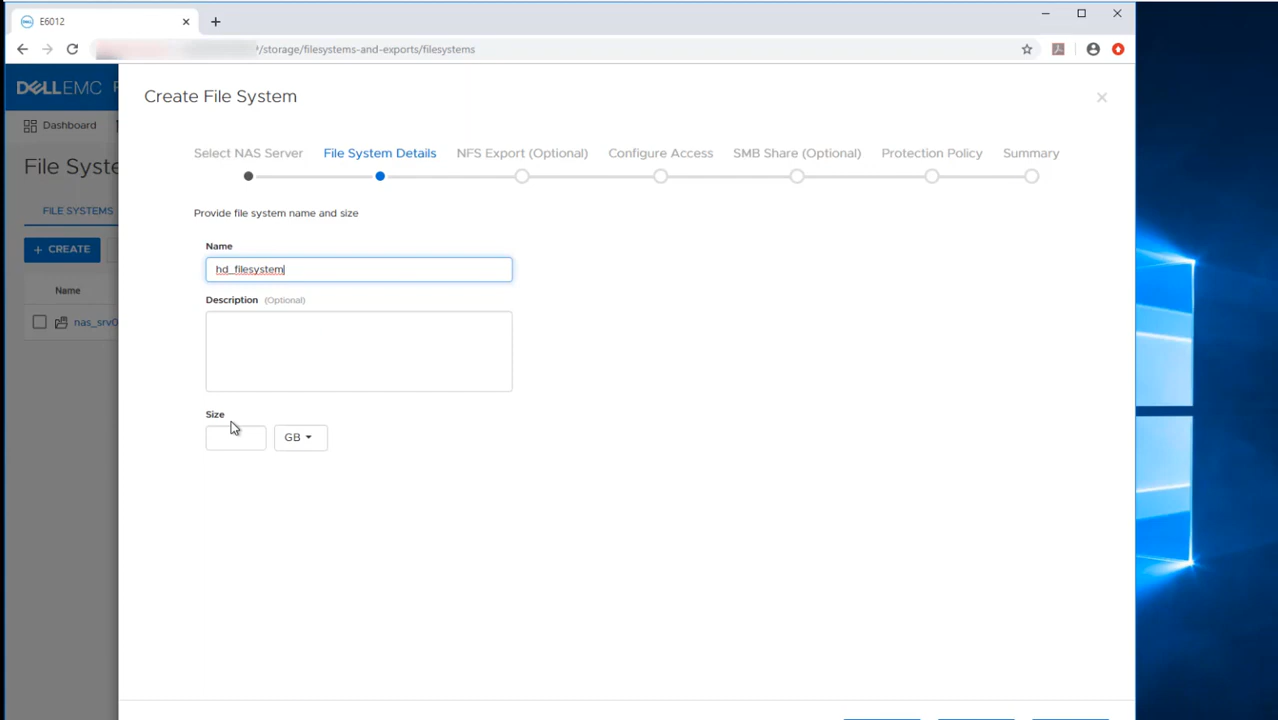 E6012
/storage/filesystems-and-exports/filesystems
DELLEMC
Create File System
Dashboard
Select NAS Server File System Details NFS Export (Optional) Configure Access SMB Share (Optional) Protection Policy Summary
File Syste
Provide file system name and size
FILE SYSTEMS
+ CREATE
Name
hd_filesystem
Name
Description (Optional)
nas_srv0
Size
GB